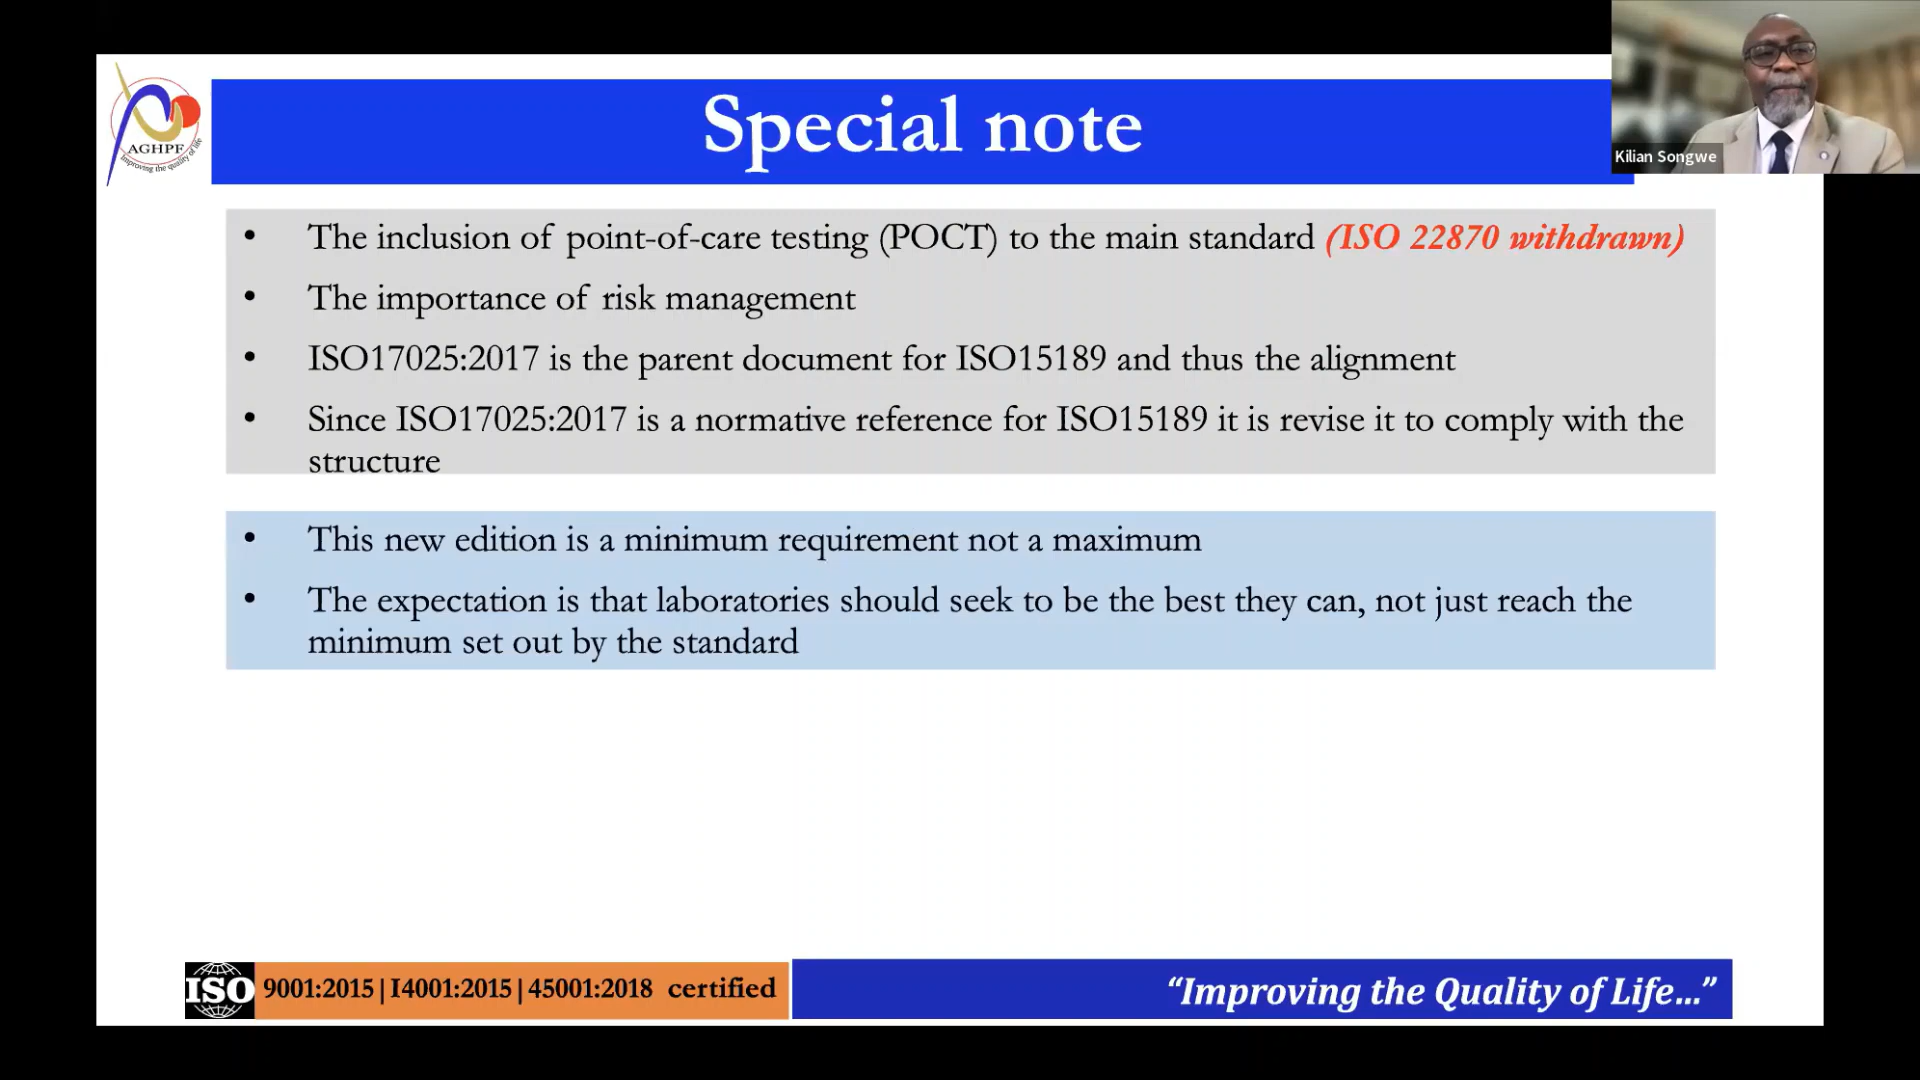 Special note
Kilian Songwe
AGHPF
Improving the quality of life
• The inclusion of point-of-care testing (POCT) to the main standard (ISO 22870 withdrawn)
• The importance of risk management
• ISO17025:2017 is the parent document for ISO15189 and thus the alignment
• Since ISO17025:2017 is a normative reference for ISO15189 it is revise it to comply with the
structure
• This new edition is a minimum requirement not a maximum
• The expectation is that laboratories should seek to be the best they can, not just reach the
minimum set out by the standard
ISO 9001:2015 | I4001:2015 | 45001:2018 certified
“Improving the Quality of Life...”